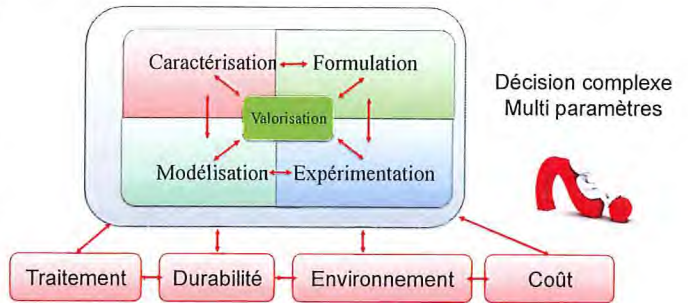 Caractérisation Formulation
Valorisation
Modélisation Expérimentation
Décision complexe
Multi paramètres
Traitement Durabilité Environnement Coût